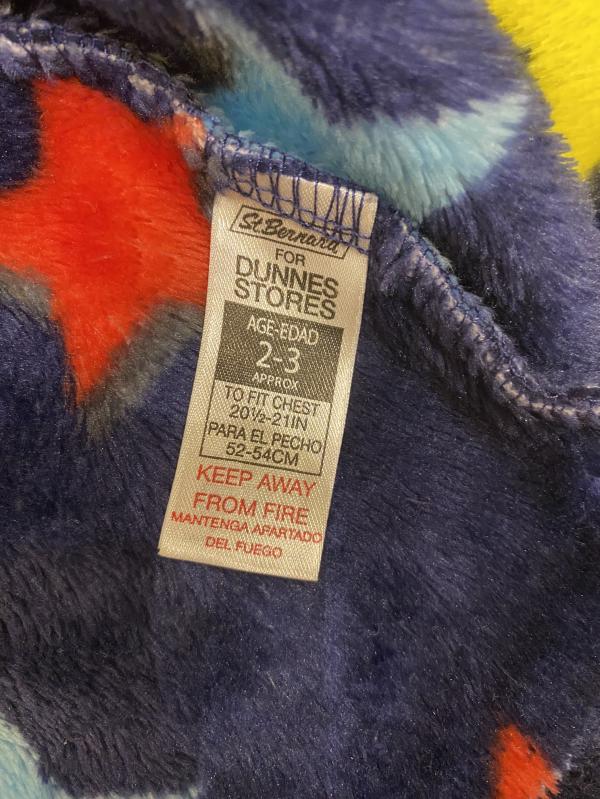 St.Bernard
FOR
DUNNES
STORES
AGE-EDAD
2-3
APPROX
TO FIT CHEST
20½-21IN
PARA EL PECHO
52-54CM
KEEP AWAY
FROM FIRE
MANTENGA APARTADO
DEL FUEGO